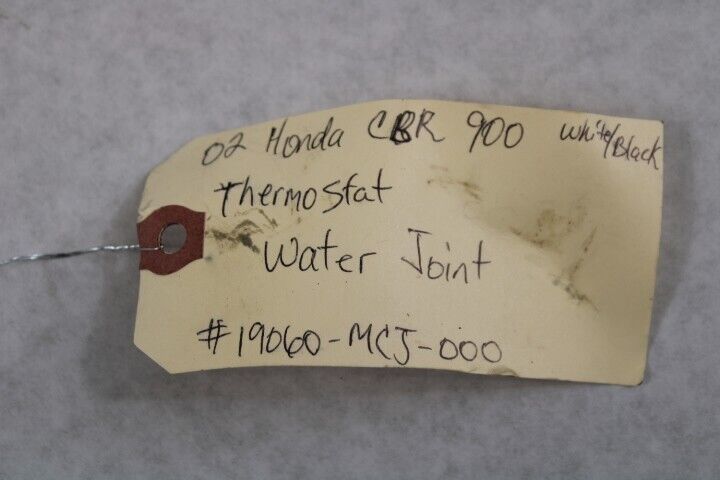 02 Honda CBR 900 White/Black
Thermostat
Water Joint
#19060-MCJ-000